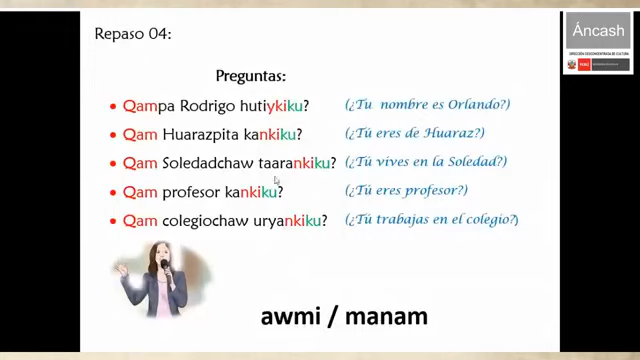 Repaso 04:
Áncash
Preguntas:
• Qampa Rodrigo hutiykiku? (¿Tu nombre es Orlando?)
• Qam Huarazpita kankiku? (¿Tú eres de Huaraz?)
• Qam Soledadchaw taarankiku? (¿Tú vives en la Soledad?)
• Qam profesor kankiku? (¿Tú eres profesor?)
• Qam colegiochaw uryankiku? (¿Tú trabajas en el colegio?)
awmi / manam